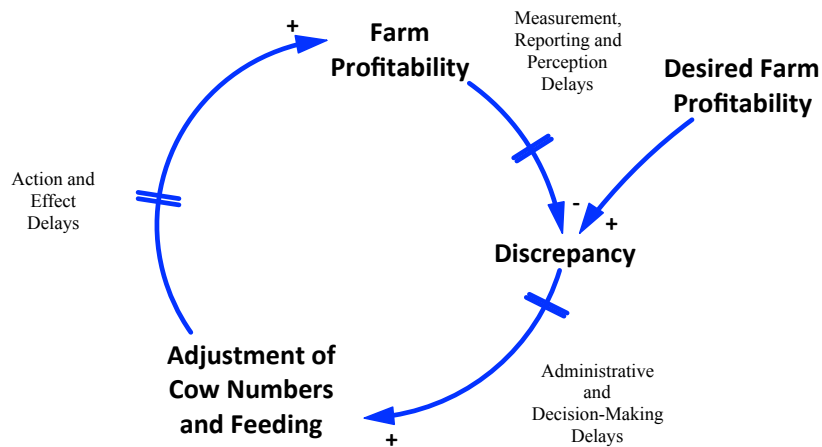 +
Farm
Profitability
Measurement,
Reporting and
Perception
Delays
Desired Farm
Profitability
Action and
Effect
Delays
-
+
Discrepancy
Adjustment of
Cow Numbers
and Feeding
+
Administrative
and
Decision-Making
Delays